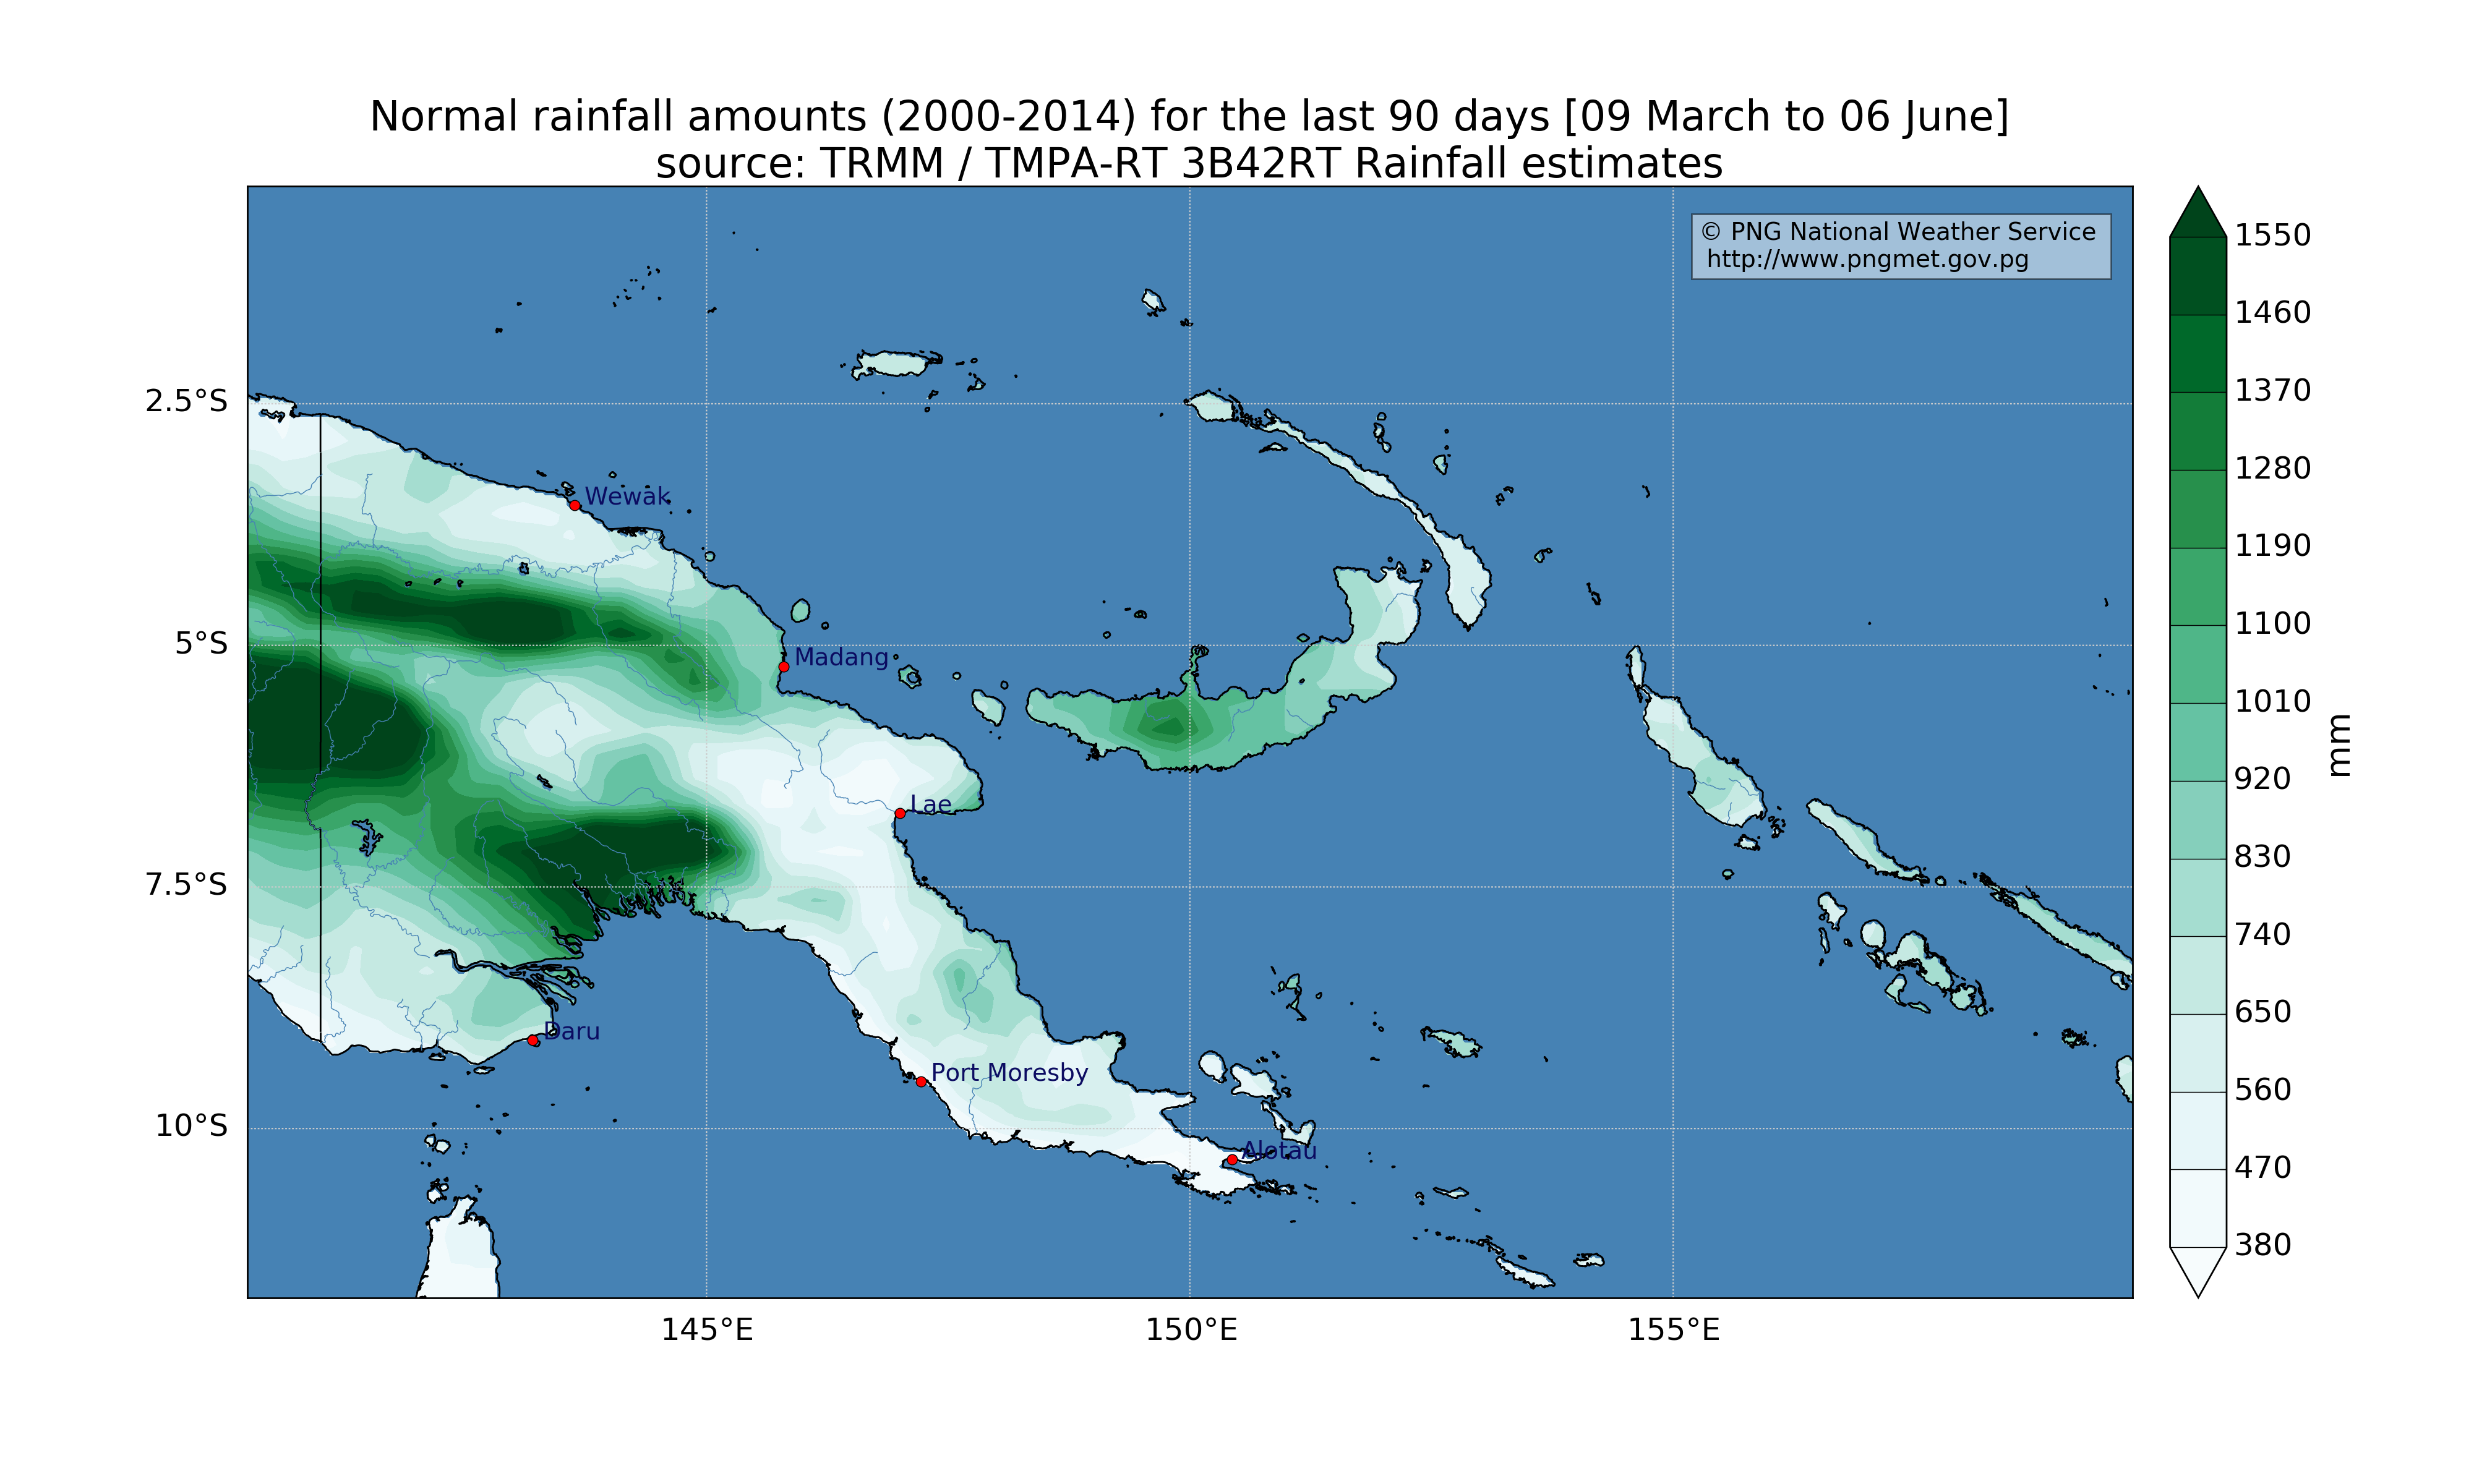 Normal rainfall amounts (2000-2014) for the last 90 days [09 March to 06 June]
source: TRMM / TMPA-RT 3B42RT Rainfall estimates
© PNG National Weather Service
http://www.pngmet.gov.pg
2.5°S
5°S
7.5°S
10°S
Wewak
Madang
Lae
Daru
Port Moresby
Alotau
145°E
150°E
155°E
1550
1460
1370
1280
1190
1100
1010
920
830
740
650
560
470
380
mm